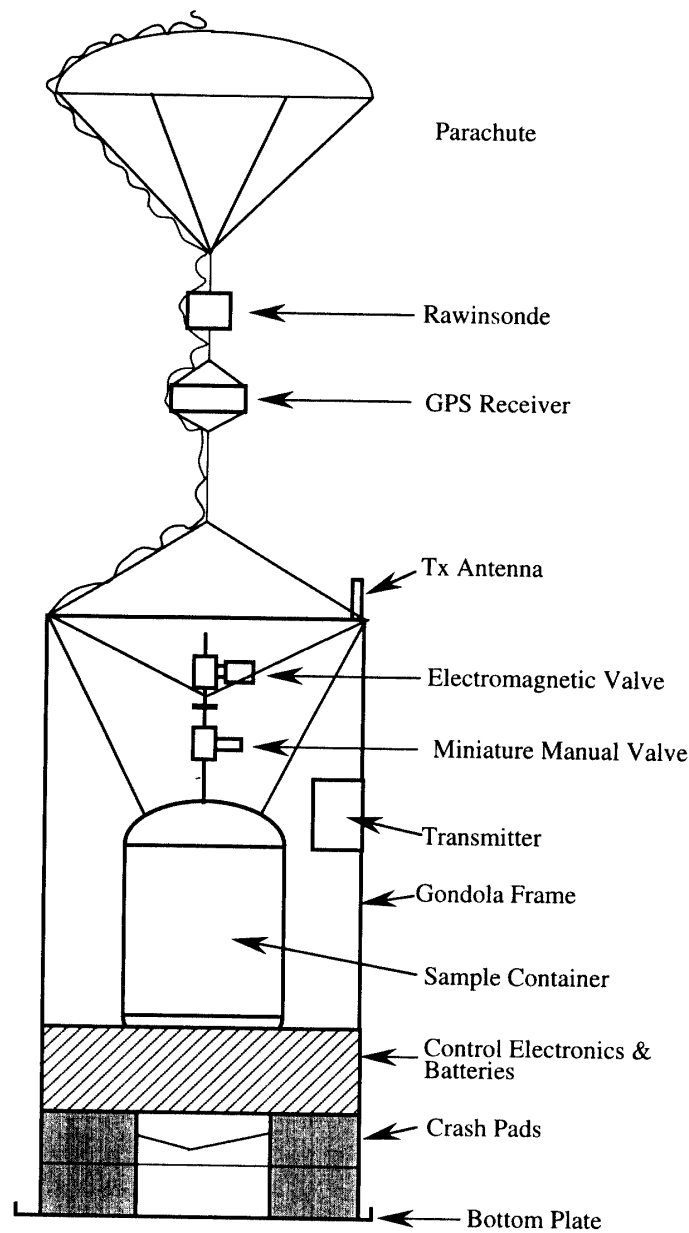 Parachute
Rawinsonde
GPS Receiver
Tx Antenna
Electromagnetic Valve
Miniature Manual Valve
Transmitter
Gondola Frame
Sample Container
Control Electronics &
Batteries
Crash Pads
Bottom Plate